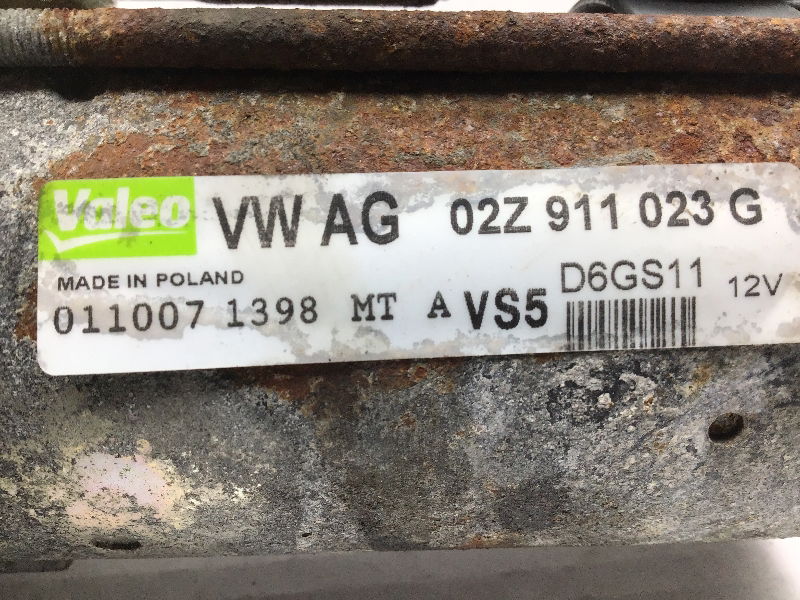 Valeo VW AG 02Z 911 023 G
MADE IN POLAND D6GS11 12V
011007 1398 MT A VS5